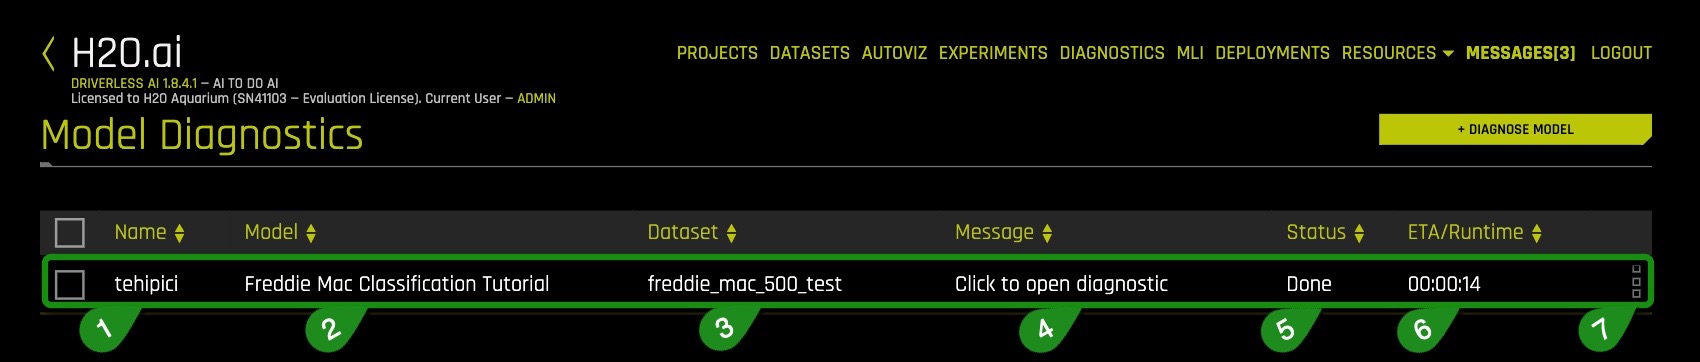 H2O.ai
PROJECTS DATASETS AUTOVIZ EXPERIMENTS DIAGNOSTICS MLI DEPLOYMENTS RESOURCES MESSAGES[3] LOGOUT
DRIVERLESS AI 1.8.4.1 – AI TO DO AI
Licensed to H2O Aquarium (SN41103 – Evaluation License). Current User – ADMIN
Model Diagnostics
+ DIAGNOSE MODEL
Name Model Dataset Message Status ETA/Runtime
tehipici Freddie Mac Classification Tutorial freddie_mac_500_test Click to open diagnostic Done 00:00:14
1 2 3 4 5 6 7